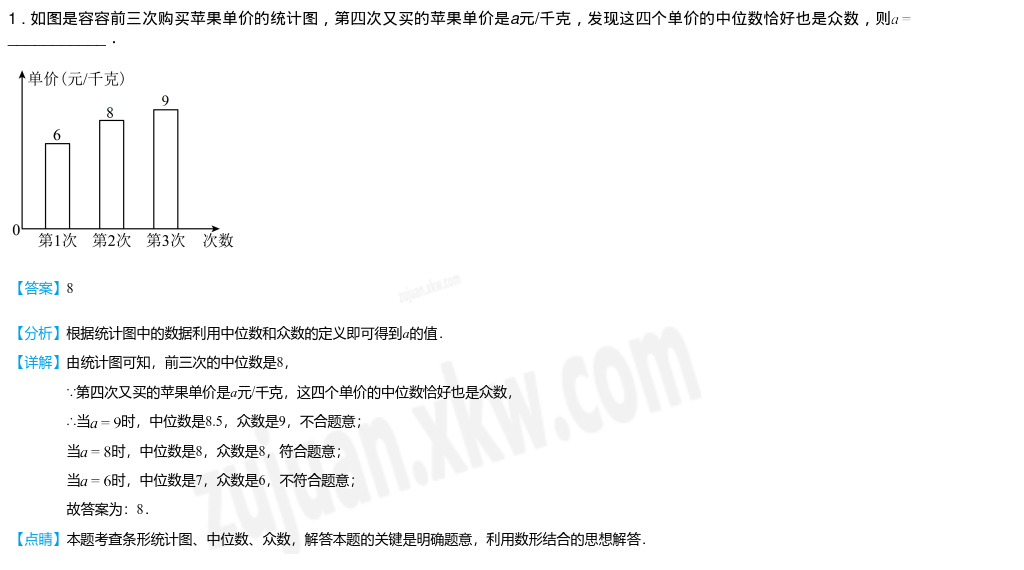 1．如图是容容前三次购买苹果单价的统计图，第四次又买的苹果单价是a元/千克，发现这四个单价的中位数恰好也是众数，则a =
____________．
单价(元/千克)
9
8
6
0
第1次 第2次 第3次 次数
【答案】8
zujuan.xkw.com
【分析】根据统计图中的数据利用中位数和众数的定义即可得到a的值．
【详解】由统计图可知，前三次的中位数是8，
∵第四次又买的苹果单价是a元/千克，这四个单价的中位数恰好也是众数，
∴当a = 9时，中位数是8.5，众数是9，不合题意；
当a = 8时，中位数是8，众数是8，符合题意；
当a = 6时，中位数是7，众数是6，不符合题意；
故答案为：8．
【点睛】本题考查条形统计图、中位数、众数，解答本题的关键是明确题意，利用数形结合的思想解答．
zujuan.xkw.com